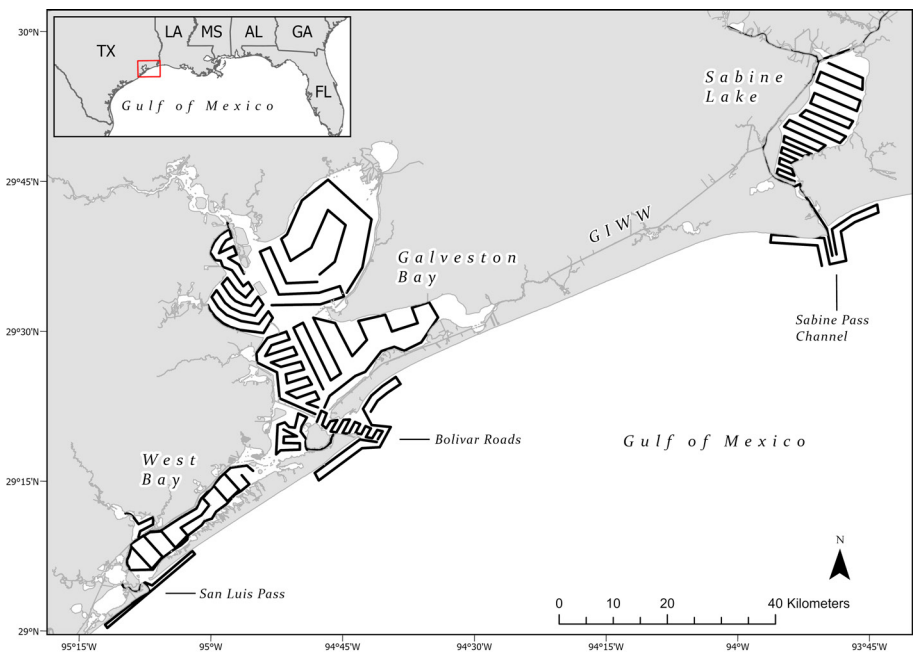 30°N
LA MS AL GA
TX
FL
Gulf of Mexico
Sabine
Lake
29°45'N
GIWW
Galveston
Bay
Sabine Pass
Channel
29°30'N
Bolivar Roads
Gulf of Mexico
West
Bay
29°15'N
N
San Luis Pass
0 10 20 40 Kilometers
29°N
95°15'W 95°W 94°45'W 94°30'W 94°15'W 94°W 93°45'W